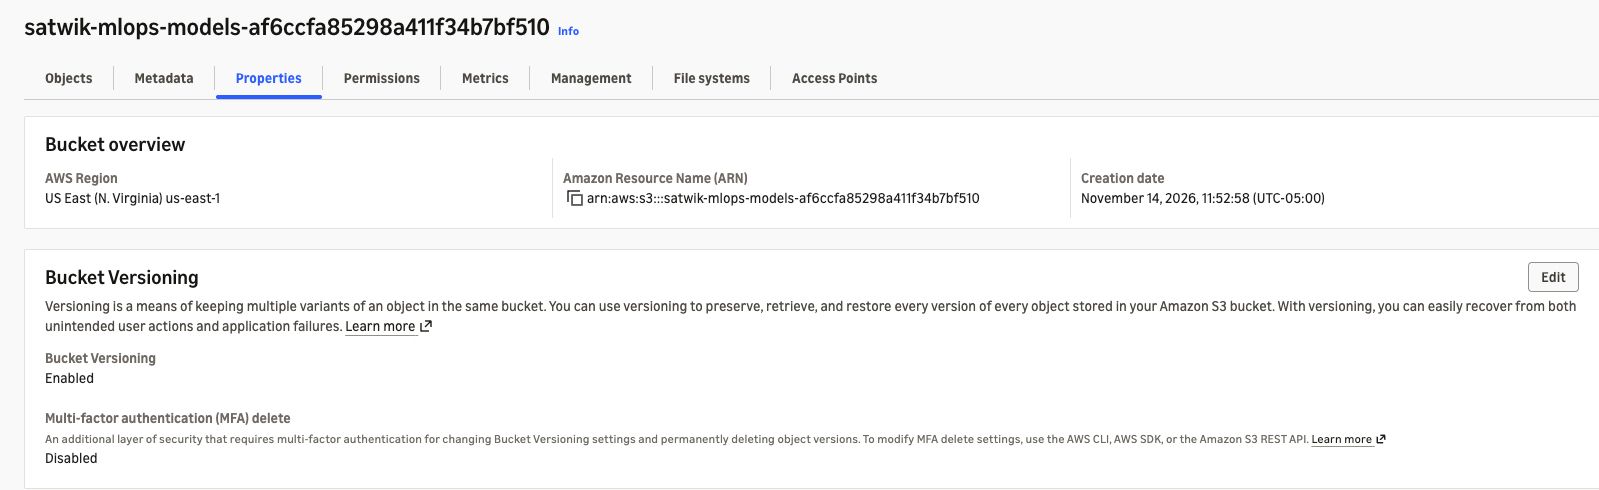 satwik-mlops-models-af6ccfa85298a411f34b7bf510 Info
Objects Metadata Properties Permissions Metrics Management File systems Access Points
Bucket overview
AWS Region
US East (N. Virginia) us-east-1
Amazon Resource Name (ARN)
arn:aws:s3:::satwik-mlops-models-af6ccfa85298a411f34b7bf510
Creation date
November 14, 2026, 11:52:58 (UTC-05:00)
Bucket Versioning
Edit
Versioning is a means of keeping multiple variants of an object in the same bucket. You can use versioning to preserve, retrieve, and restore every version of every object stored in your Amazon S3 bucket. With versioning, you can easily recover from both
unintended user actions and application failures. Learn more
Bucket Versioning
Enabled
Multi-factor authentication (MFA) delete
An additional layer of security that requires multi-factor authentication for changing Bucket Versioning settings and permanently deleting object versions. To modify MFA delete settings, use the AWS CLI, AWS SDK, or the Amazon S3 REST API. Learn more
Disabled